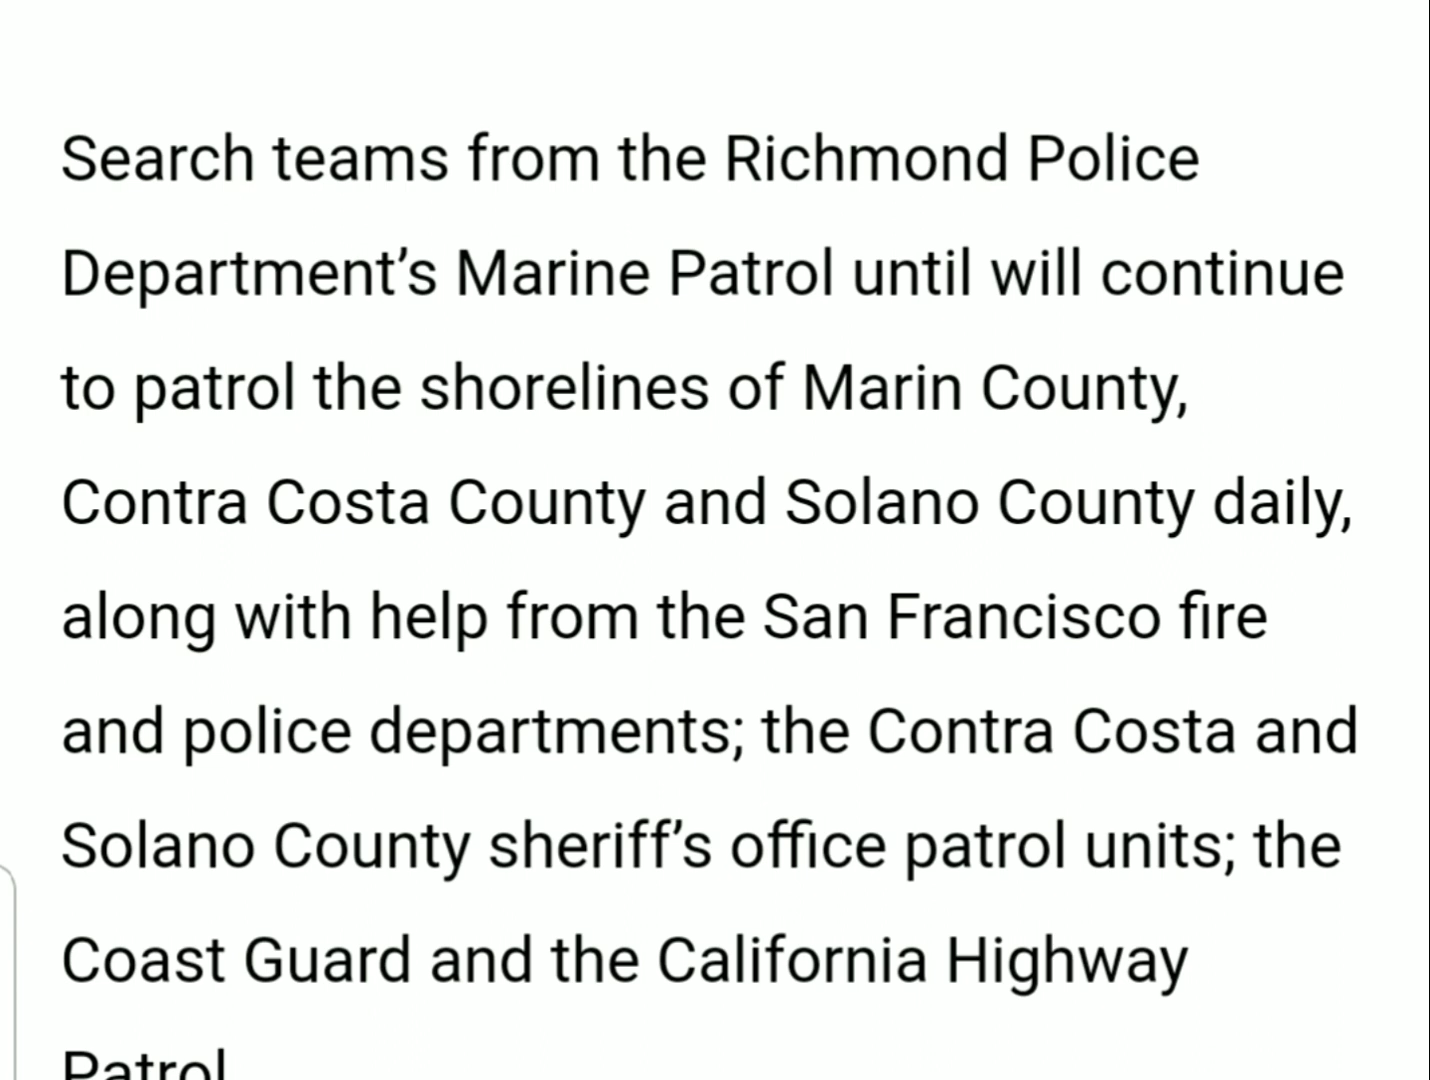 Search teams from the Richmond Police
Department’s Marine Patrol until will continue
to patrol the shorelines of Marin County,
Contra Costa County and Solano County daily,
along with help from the San Francisco fire
and police departments; the Contra Costa and
Solano County sheriff’s office patrol units; the
Coast Guard and the California Highway
Patrol